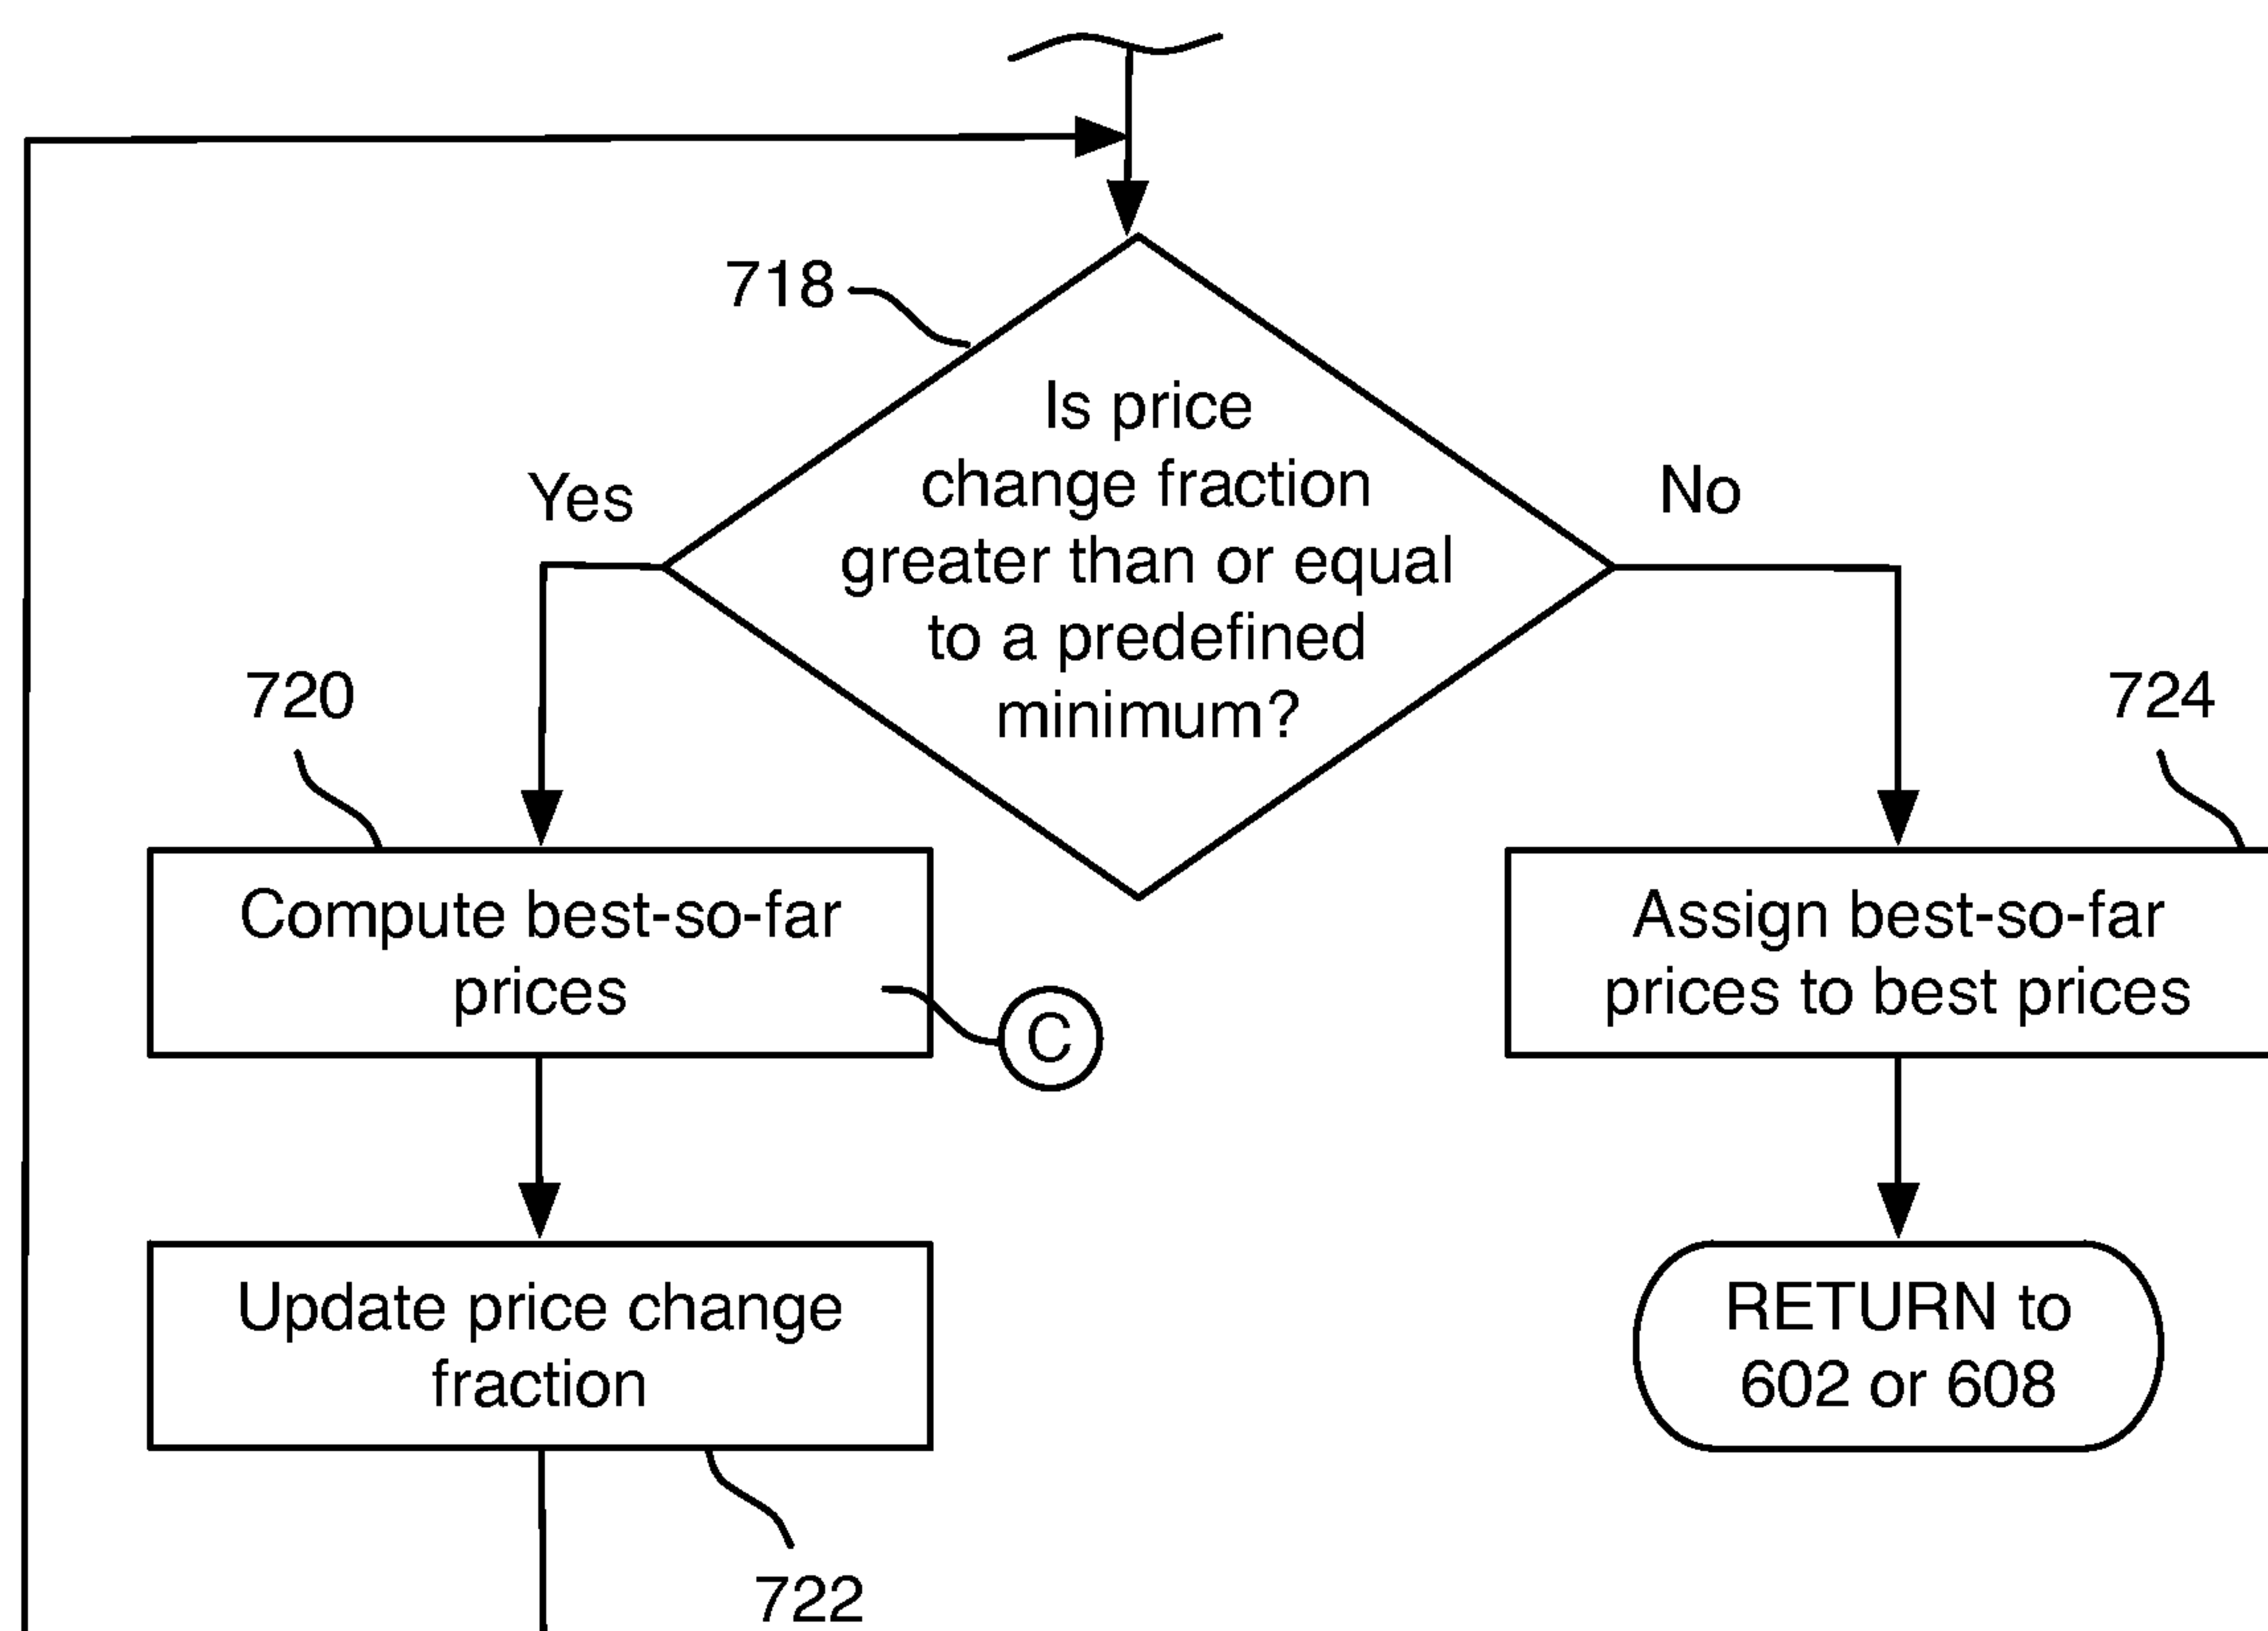 718
Is price
change fraction
greater than or equal
to a predefined
minimum?
Yes
No
720
724
Compute best-so-far
prices
C
Assign best-so-far
prices to best prices
Update price change
fraction
RETURN to
602 or 608
722